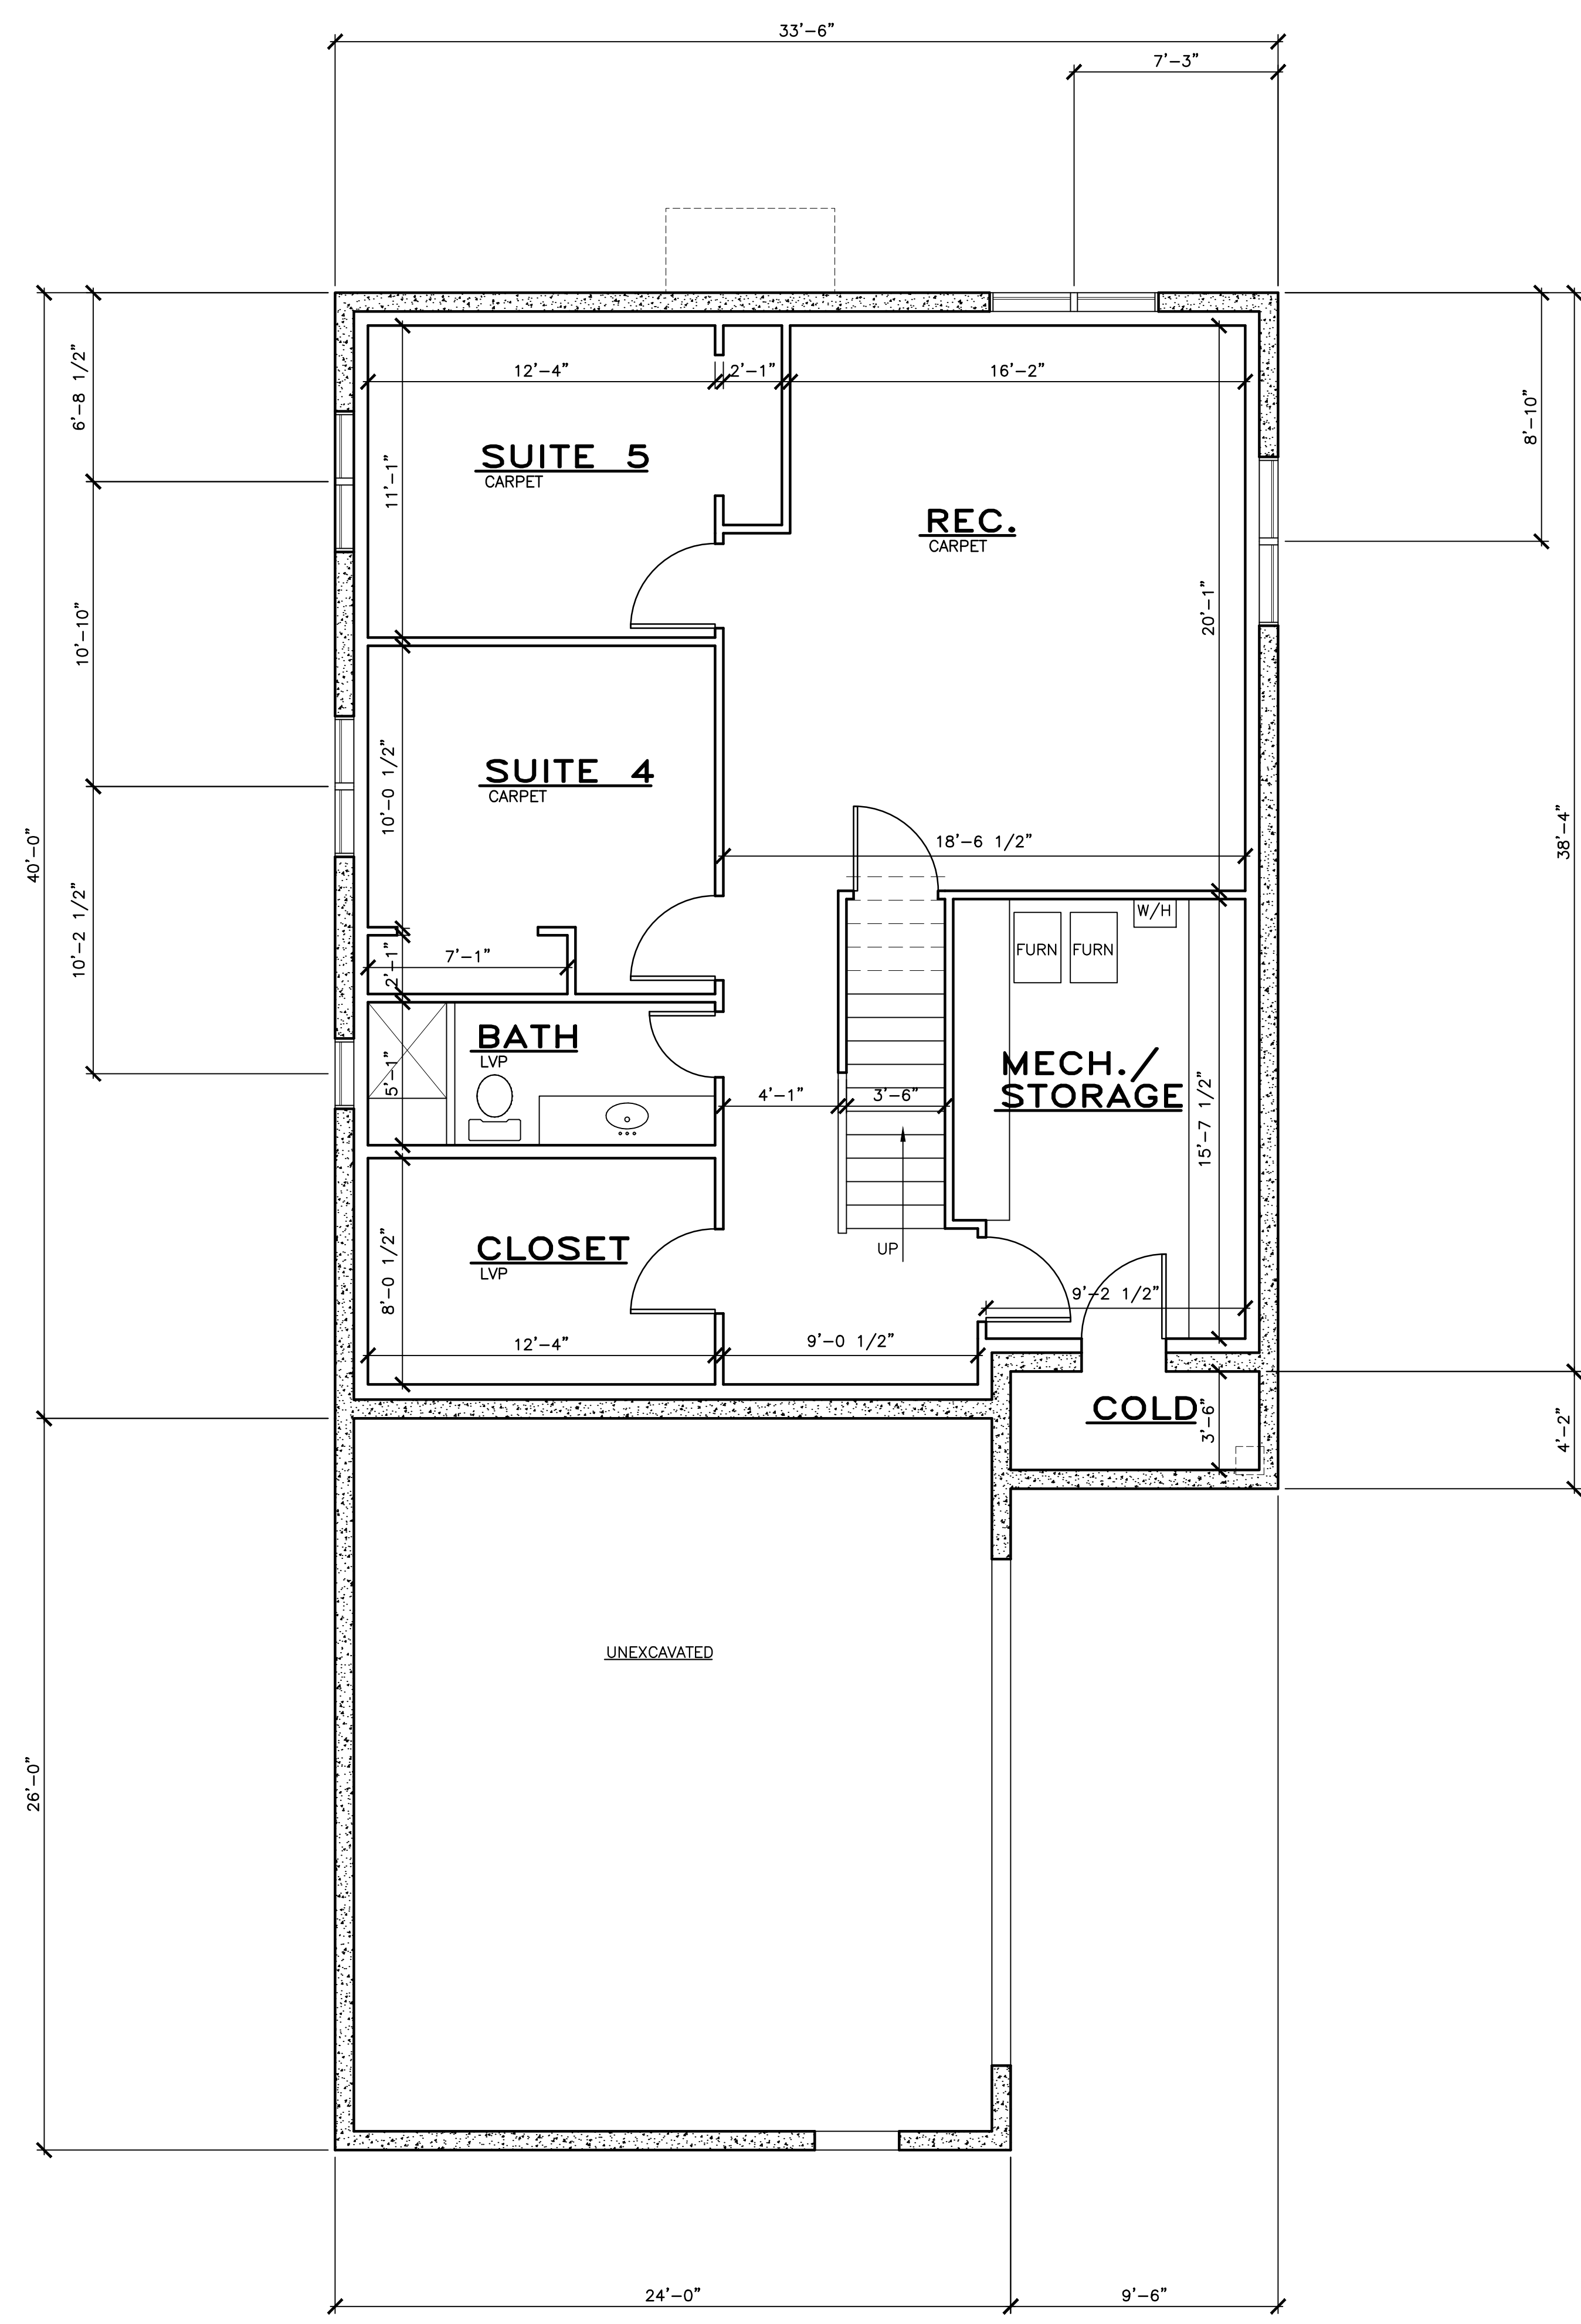 33'-6"
7'-3"
6'-8 1/2"
8'-10"
12'-4"
2'-1"
16'-2"
SUITE 5
CARPET
11'-1"
REC.
CARPET
10'-10"
20'-1"
SUITE 4
CARPET
10'-0 1/2"
40'-0"
38'-4"
18'-6 1/2"
10'-2 1/2"
7'-1"
2'-1"
FURN
FURN
W/H
BATH
LVP
5'-1"
4'-1"
3'-6"
MECH./
STORAGE
15'-7 1/2"
CLOSET
LVP
8'-0 1/2"
UP
9'-2 1/2"
12'-4"
9'-0 1/2"
COLD
3'-6"
4'-2"
UNEXCAVATED
26'-0"
24'-0"
9'-6"